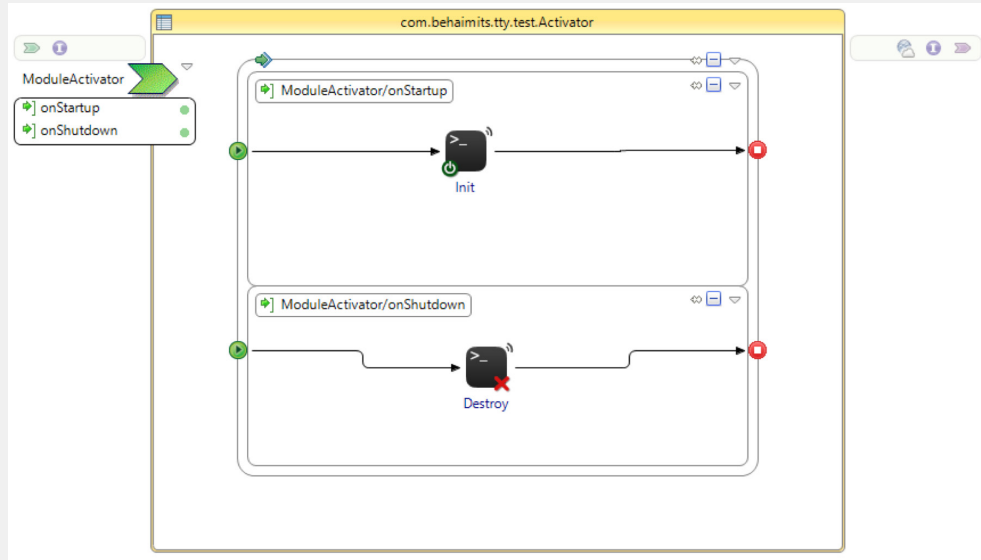 com.behaimits.tty.test.Activator
ModuleActivator
onStartup
onShutdown
ModuleActivator/onStartup
>_
Init
ModuleActivator/onShutdown
>_
Destroy